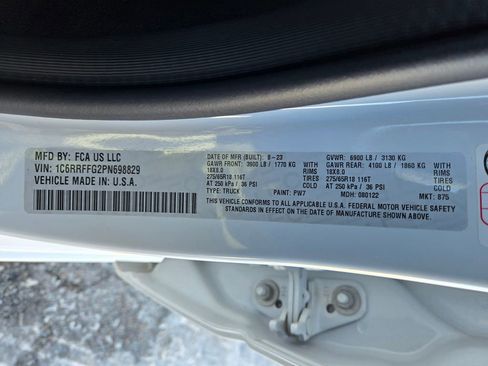 MFD BY: FCA US LLC
VIN: 1C6RRFFG2PN698829
VEHICLE MADE IN: U.S.A.
DATE OF MFR (BUILT): 8-23 GVWR: 6900 LBS / 3130 KG
GAWR FRONT: 3900 LBS / 1770 KG WITH GAWR REAR: 4100 LBS / 1860 KG WITH
18X8.0 RIMS 18X8.0 RIMS
275/65R18 116T TIRES 275/65R18 116T TIRES
AT 250 kPa/ 36 PSI COLD AT 250 kPa/ 36 PSI COLD
TYPE: TRUCK PAINT: PW7 MDH: 080122 MKT: 875
THIS VEHICLE CONFORMS TO ALL APPLICABLE U.S.A. FEDERAL MOTOR VEHICLE SAFETY
STANDARDS IN EFFECT ON THE DATE OF MANUFACTURE SHOWN ABOVE.